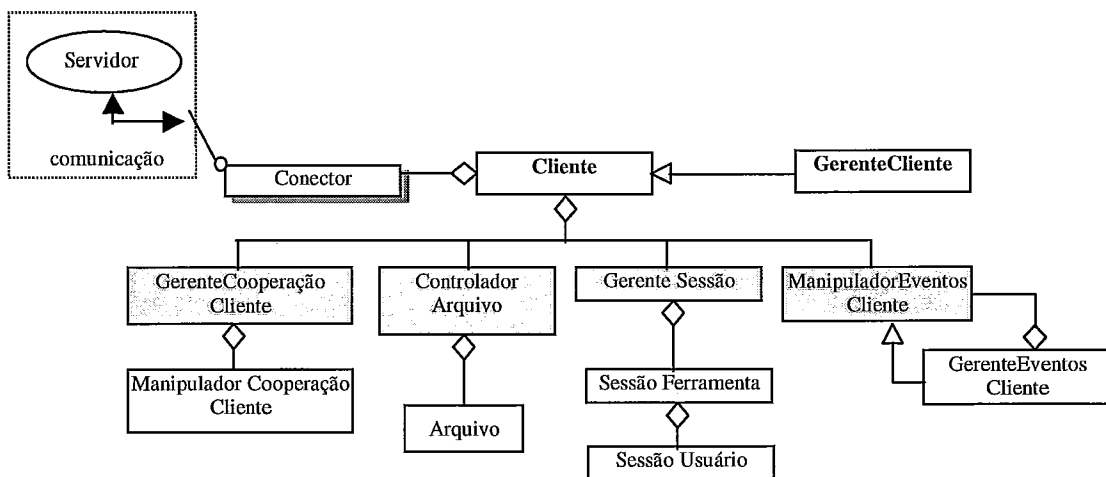 Servidor
comunicação
Conector
Cliente
GerenteCliente
GerenteCooperação
Cliente
Controlador
Arquivo
Gerente Sessão
ManipuladorEventos
Cliente
Manipulador Cooperação
Cliente
Arquivo
Sessão Ferramenta
GerenteEventos
Cliente
Sessão Usuário